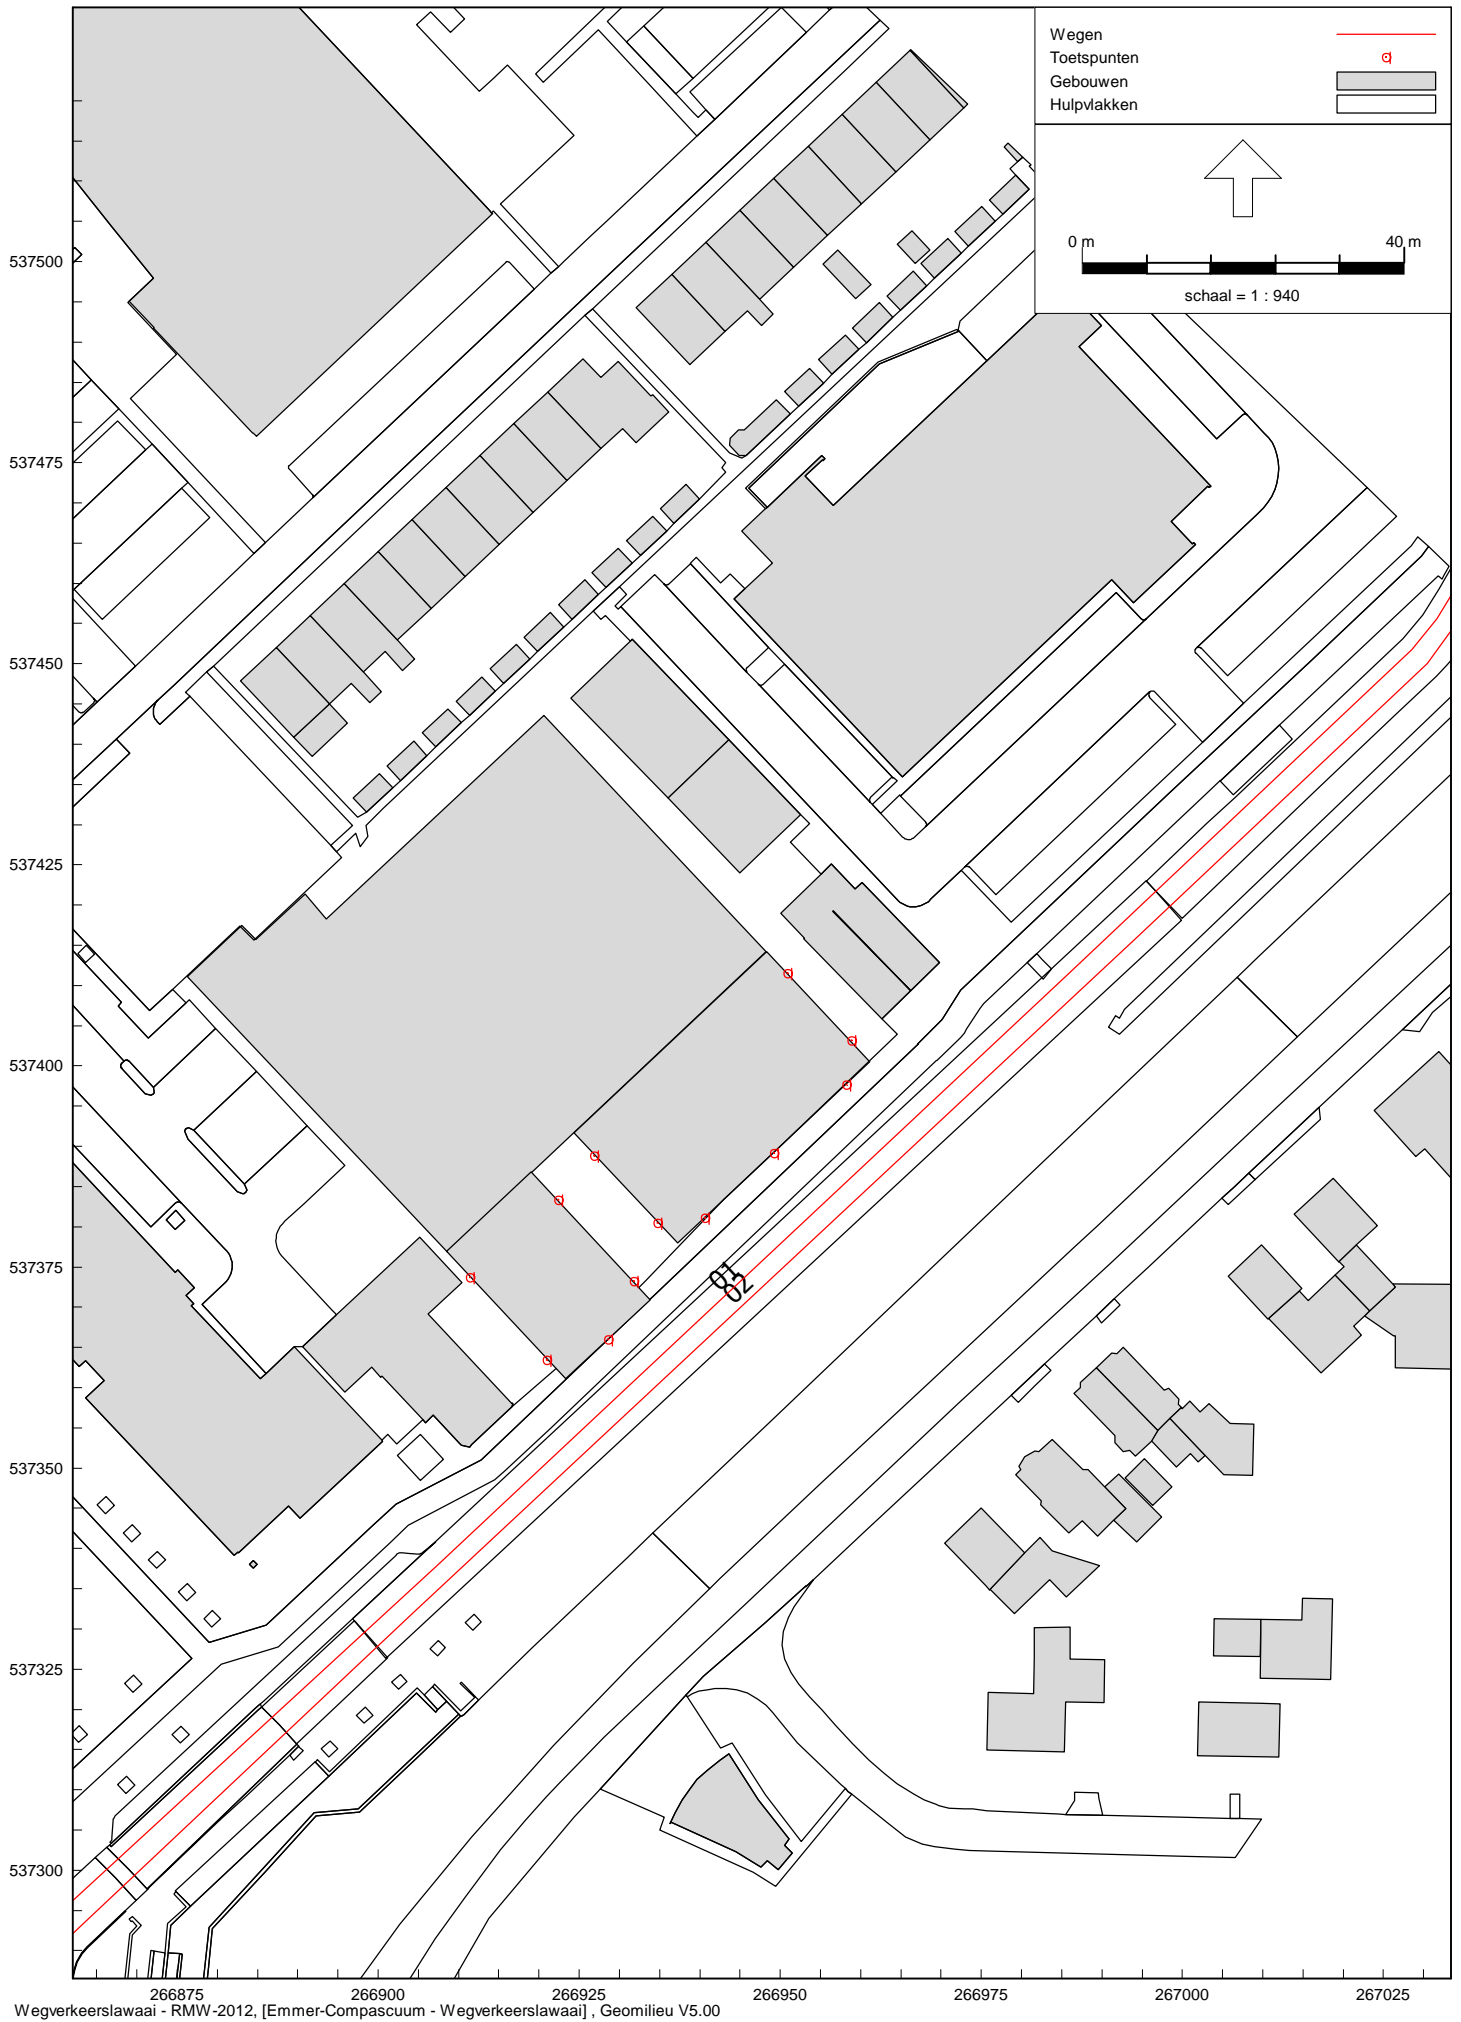 Wegen
Toetspunten
Gebouwen
Hulpvlakken
0 m 40 m
schaal = 1 : 940
537500
537475
537450
537425
537400
537375
537350
537325
537300
01
02
266875 266900 266925 266950 266975 267000 267025
Wegverkeerslawaai - RMW-2012, [Emmer-Compascuum - Wegverkeerslawaai] , Geomilieu V5.00